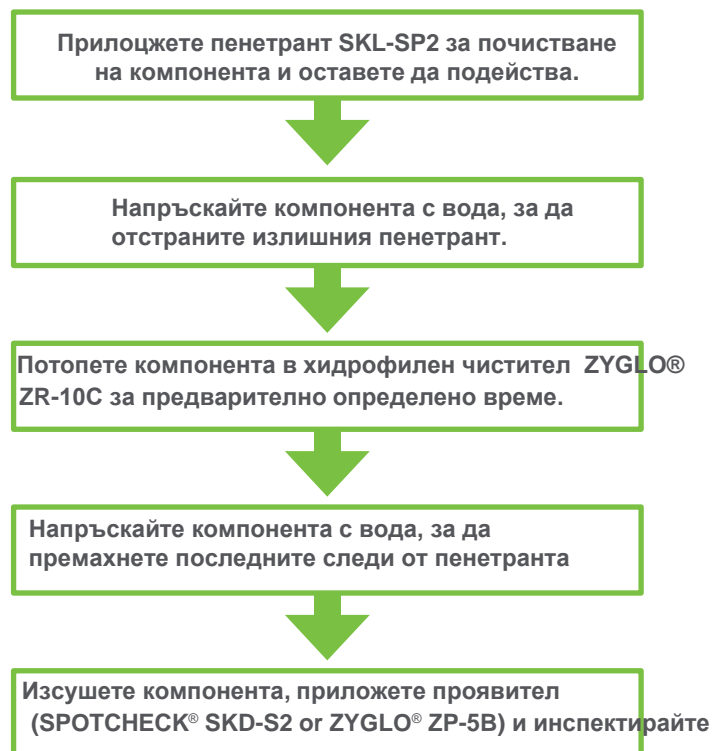 Прилоцжете пенетрант SKL-SP2 за почистване
на компонента и оставете да подейства.
Напръскайте компонента с вода, за да
отстраните излишния пенетрант.
Потопете компонента в хидрофилен чистител ZYGLO®
ZR-10C за предварително определено време.
Напръскайте компонента с вода, за да
премахнете последните следи от пенетранта
Изсушете компонента, приложете проявител
(SPOTCHECK® SKD-S2 or ZYGLO® ZP-5B) и инспектирайте